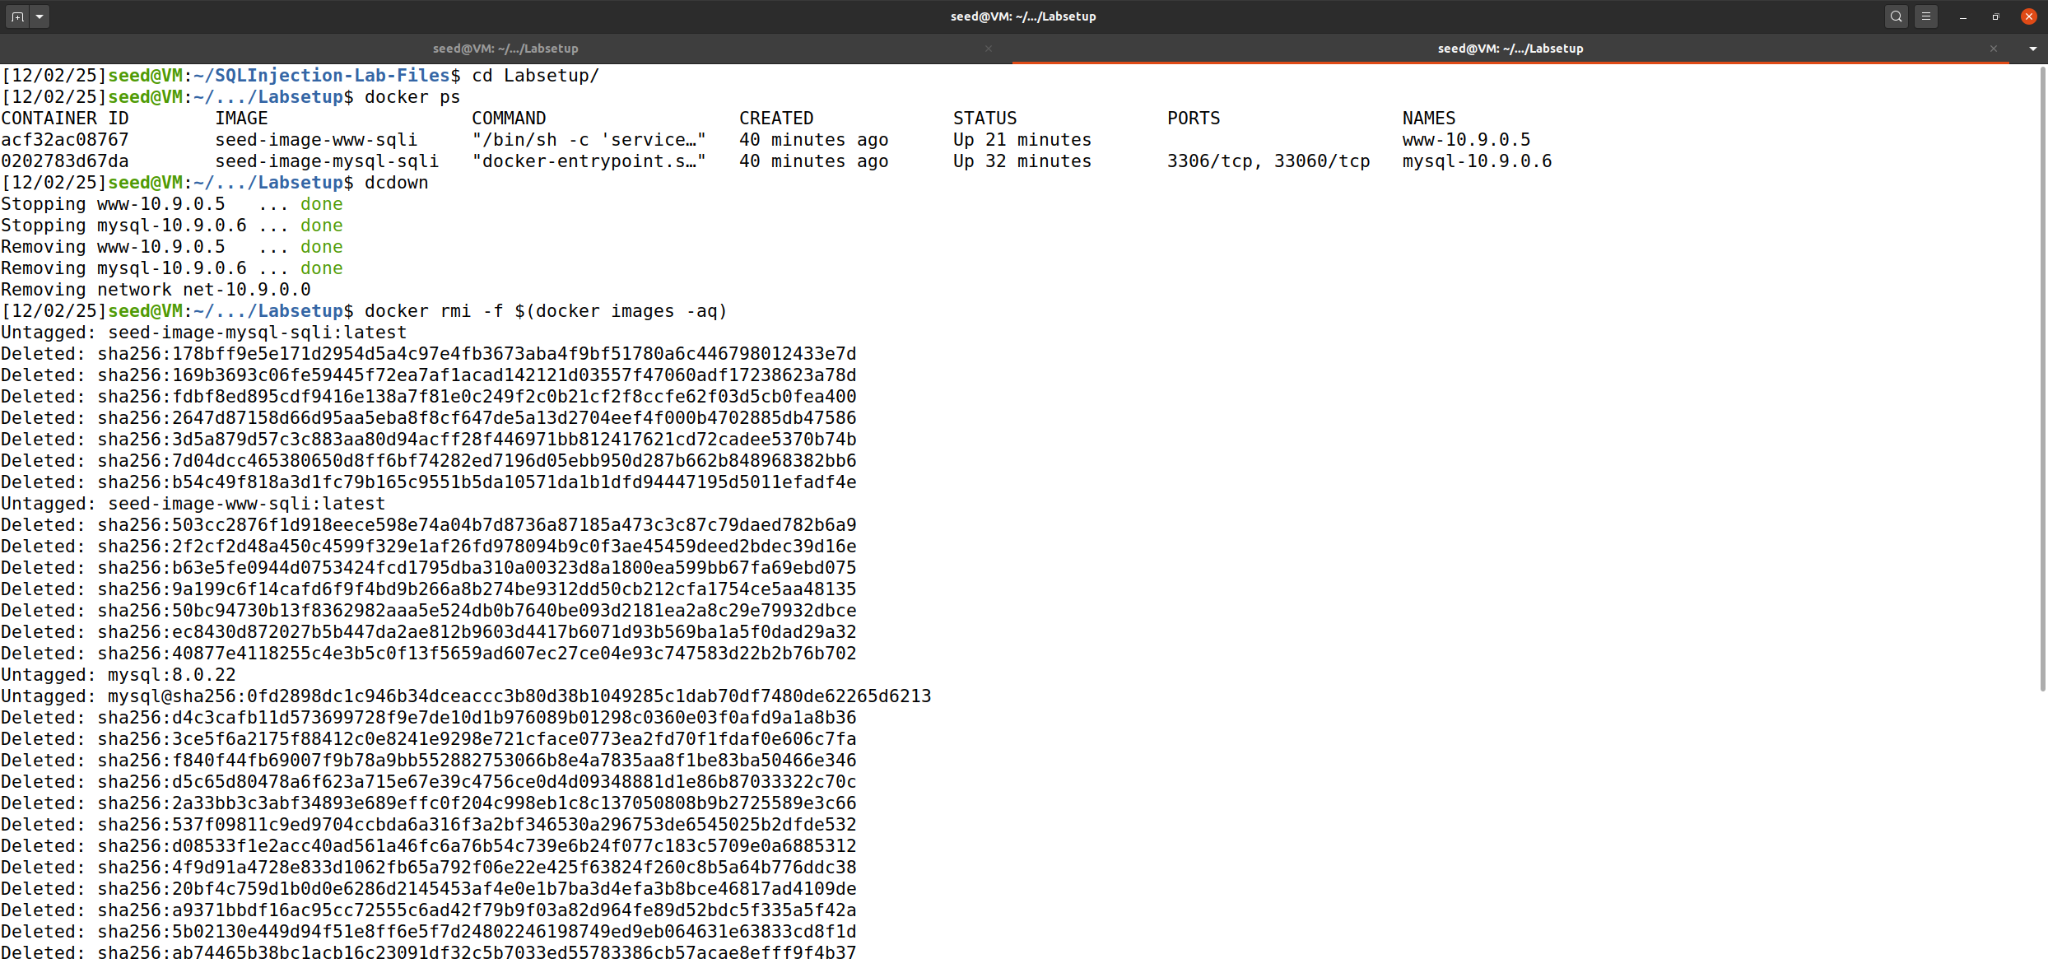 seed@VM: ~/.../Labsetup
seed@VM: ~/.../Labsetup
seed@VM: ~/.../Labsetup
[12/02/25]seed@VM:~/SQLInjection-Lab-Files$ cd Labsetup/
[12/02/25]seed@VM:~/.../Labsetup$ docker ps
CONTAINER ID        IMAGE                   COMMAND                  CREATED             STATUS              PORTS                 NAMES
acf32ac08767        seed-image-www-sqli     "/bin/sh -c 'service…"   40 minutes ago      Up 21 minutes                             www-10.9.0.5
0202783d67da        seed-image-mysql-sqli   "docker-entrypoint.s…"   40 minutes ago      Up 32 minutes       3306/tcp, 33060/tcp   mysql-10.9.0.6
[12/02/25]seed@VM:~/.../Labsetup$ dcdown
Stopping www-10.9.0.5   ... done
Stopping mysql-10.9.0.6 ... done
Removing www-10.9.0.5   ... done
Removing mysql-10.9.0.6 ... done
Removing network net-10.9.0.0
[12/02/25]seed@VM:~/.../Labsetup$ docker rmi -f $(docker images -aq)
Untagged: seed-image-mysql-sqli:latest
Deleted: sha256:178bff9e5e171d2954d5a4c97e4fb3673aba4f9bf51780a6c446798012433e7d
Deleted: sha256:169b3693c06fe59445f72ea7af1acad142121d03557f47060adf17238623a78d
Deleted: sha256:fdbf8ed895cdf9416e138a7f81e0c249f2c0b21cf2f8ccfe62f03d5cb0fea400
Deleted: sha256:2647d87158d66d95aa5eba8f8cf647de5a13d2704eef4f000b4702885db47586
Deleted: sha256:3d5a879d57c3c883aa80d94acff28f446971bb812417621cd72cadee5370b74b
Deleted: sha256:7d04dcc465380650d8ff6bf74282ed7196d05ebb950d287b662b848968382bb6
Deleted: sha256:b54c49f818a3d1fc79b165c9551b5da10571da1b1dfd94447195d5011efadf4e
Untagged: seed-image-www-sqli:latest
Deleted: sha256:503cc2876f1d918eece598e74a04b7d8736a87185a473c3c87c79daed782b6a9
Deleted: sha256:2f2cf2d48a450c4599f329e1af26fd978094b9c0f3ae45459deed2bdec39d16e
Deleted: sha256:b63e5fe0944d0753424fcd1795dba310a00323d8a1800ea599bb67fa69ebd075
Deleted: sha256:9a199c6f14cafd6f9f4bd9b266a8b274be9312dd50cb212cfa1754ce5aa48135
Deleted: sha256:50bc94730b13f8362982aaa5e524db0b7640be093d2181ea2a8c29e79932dbce
Deleted: sha256:ec8430d872027b5b447da2ae812b9603d4417b6071d93b569ba1a5f0dad29a32
Deleted: sha256:40877e4118255c4e3b5c0f13f5659ad607ec27ce04e93c747583d22b2b76b702
Untagged: mysql:8.0.22
Untagged: mysql@sha256:0fd2898dc1c946b34dceaccc3b80d38b1049285c1dab70df7480de62265d6213
Deleted: sha256:d4c3cafb11d573699728f9e7de10d1b976089b01298c0360e03f0afd9a1a8b36
Deleted: sha256:3ce5f6a2175f88412c0e8241e9298e721cface0773ea2fd70f1fdaf0e606c7fa
Deleted: sha256:f840f44fb69007f9b78a9bb552882753066b8e4a7835aa8f1be83ba50466e346
Deleted: sha256:d5c65d80478a6f623a715e67e39c4756ce0d4d09348881d1e86b87033322c70c
Deleted: sha256:2a33bb3c3abf34893e689effc0f204c998eb1c8c137050808b9b2725589e3c66
Deleted: sha256:537f09811c9ed9704ccbda6a316f3a2bf346530a296753de6545025b2dfde532
Deleted: sha256:d08533f1e2acc40ad561a46fc6a76b54c739e6b24f077c183c5709e0a6885312
Deleted: sha256:4f9d91a4728e833d1062fb65a792f06e22e425f63824f260c8b5a64b776ddc38
Deleted: sha256:20bf4c759d1b0d0e6286d2145453af4e0e1b7ba3d4efa3b8bce46817ad4109de
Deleted: sha256:a9371bbdf16ac95cc72555c6ad42f79b9f03a82d964fe89d52bdc5f335a5f42a
Deleted: sha256:5b02130e449d94f51e8ff6e5f7d24802246198749ed9eb064631e63833cd8f1d
Deleted: sha256:ab74465b38bc1acb16c23091df32c5b7033ed55783386cb57acae8efff9f4b37